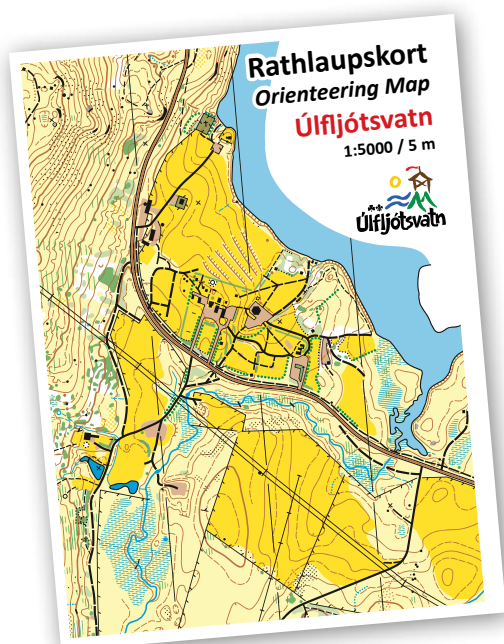 Rathlaupskort
Orienteering Map
Úlfljótsvatn
1:5000 / 5 m
Úlfljótsvatn